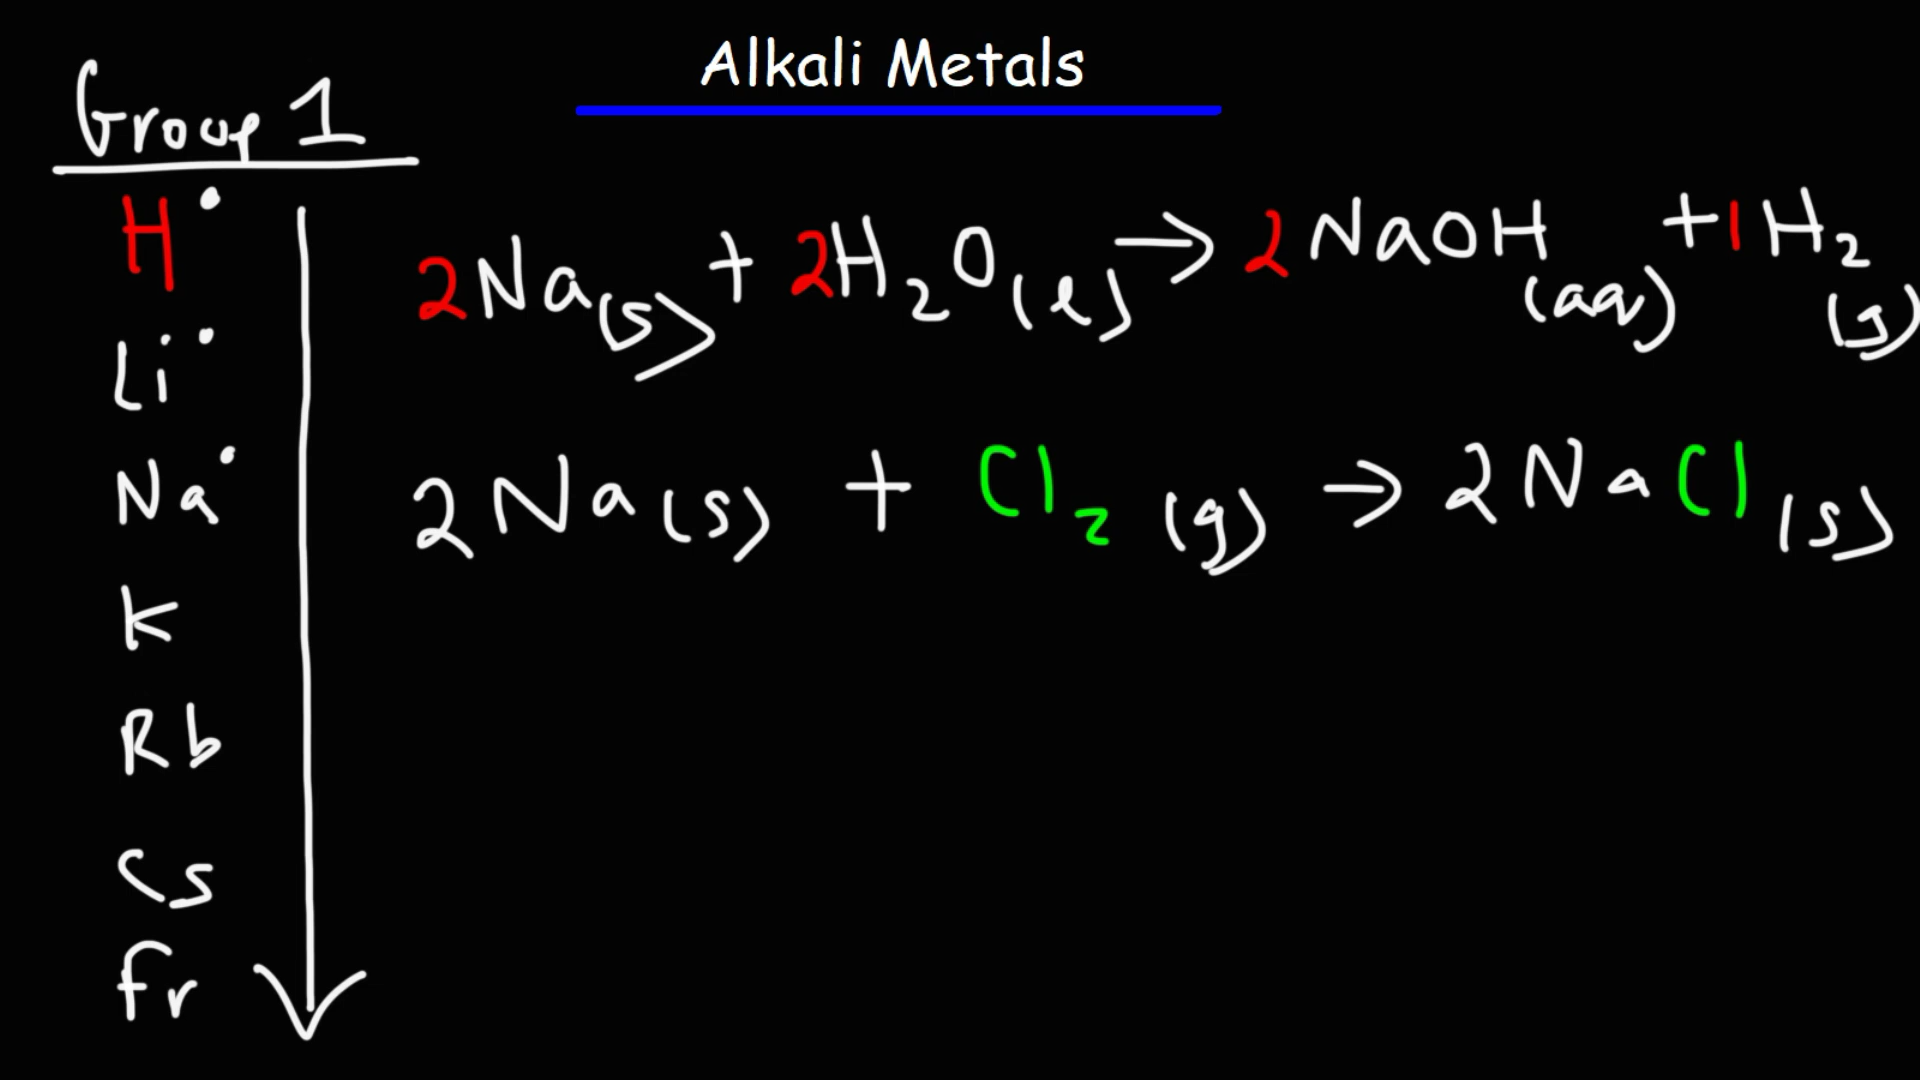 Alkali Metals
Group 1
H•
Li•
Na•
K
Rb
Cs
Fr
2Na(s) + 2H₂O(l) → 2NaOH(aq) + 1H₂(g)
2Na(s) + Cl₂(g) → 2NaCl(s)